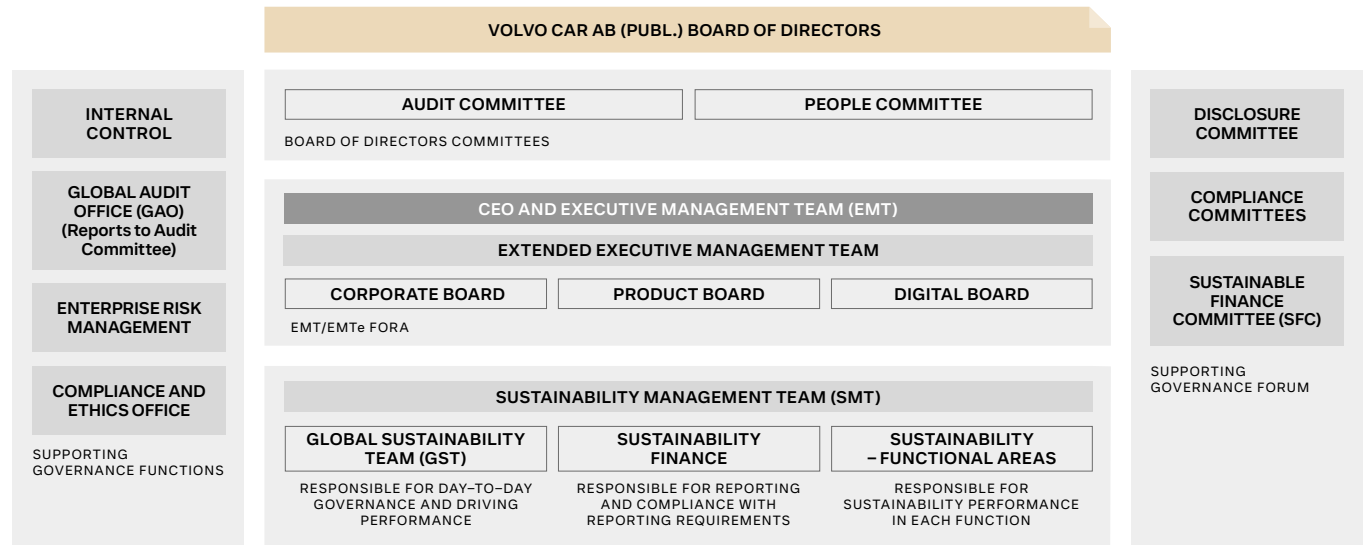 VOLVO CAR AB (PUBL.) BOARD OF DIRECTORS
INTERNAL
CONTROL
GLOBAL AUDIT
OFFICE (GAO)
(Reports to Audit
Committee)
ENTERPRISE RISK
MANAGEMENT
COMPLIANCE AND
ETHICS OFFICE
SUPPORTING
GOVERNANCE FUNCTIONS
AUDIT COMMITTEE
PEOPLE COMMITTEE
BOARD OF DIRECTORS COMMITTEES
CEO AND EXECUTIVE MANAGEMENT TEAM (EMT)
EXTENDED EXECUTIVE MANAGEMENT TEAM
CORPORATE BOARD
PRODUCT BOARD
DIGITAL BOARD
EMT/EMTe FORA
SUSTAINABILITY MANAGEMENT TEAM (SMT)
GLOBAL SUSTAINABILITY
TEAM (GST)
RESPONSIBLE FOR DAY–TO–DAY
GOVERNANCE AND DRIVING
PERFORMANCE
SUSTAINABILITY
FINANCE
RESPONSIBLE FOR REPORTING
AND COMPLIANCE WITH
REPORTING REQUIREMENTS
SUSTAINABILITY
– FUNCTIONAL AREAS
RESPONSIBLE FOR
SUSTAINABILITY PERFORMANCE
IN EACH FUNCTION
DISCLOSURE
COMMITTEE
COMPLIANCE
COMMITTEES
SUSTAINABLE
FINANCE
COMMITTEE (SFC)
SUPPORTING
GOVERNANCE FORUM